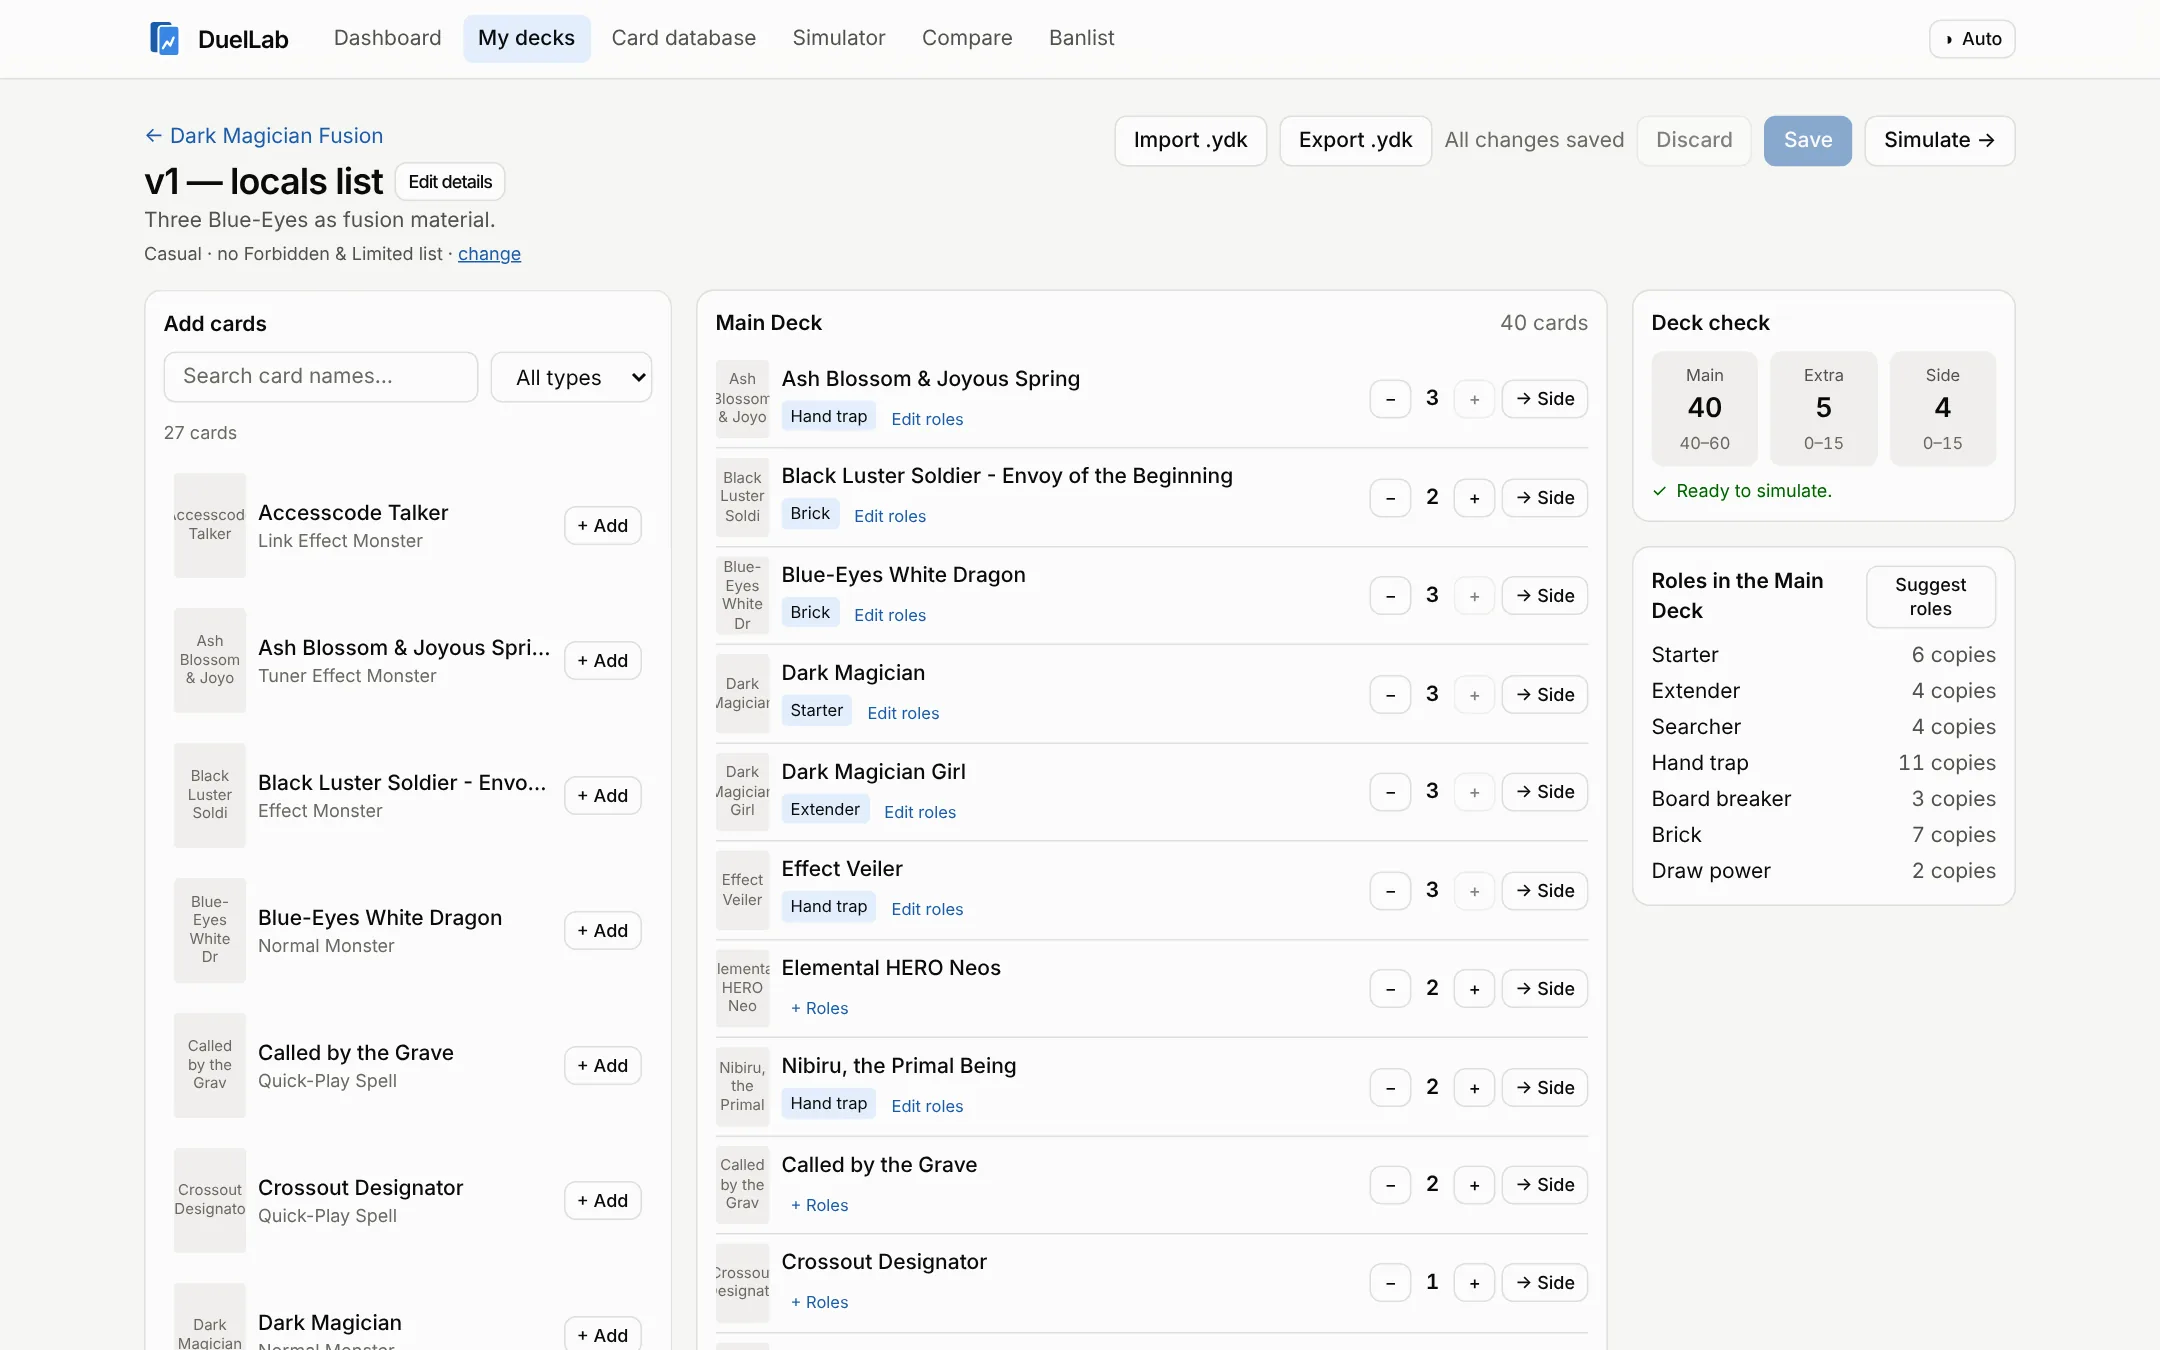 DuelLab
Dashboard
My decks
Card database
Simulator
Compare
Banlist
Auto
← Dark Magician Fusion
v1 — locals list
Edit details
Three Blue-Eyes as fusion material.
Casual · no Forbidden & Limited list · change
Import .ydk
Export .ydk
All changes saved
Discard
Save
Simulate →
Add cards
Search card names...
All types
27 cards
Accesscod
Talker
Accesscode Talker
Link Effect Monster
+ Add
Ash
Blossom
& Joyo
Ash Blossom & Joyous Spri...
Tuner Effect Monster
+ Add
Black
Luster
Soldi
Black Luster Soldier - Envo...
Effect Monster
+ Add
Blue-
Eyes
White
Dr
Blue-Eyes White Dragon
Normal Monster
+ Add
Called
by the
Grav
Called by the Grave
Quick-Play Spell
+ Add
Crossout
Designato
Crossout Designator
Quick-Play Spell
+ Add
Dark
Magician
Dark Magician
Normal Monster
+ Add
Main Deck
40 cards
Ash
Blossom
& Joyo
Ash Blossom & Joyous Spring
Hand trap
Edit roles
− 3 +
→ Side
Black
Luster
Soldi
Black Luster Soldier - Envoy of the Beginning
Brick
Edit roles
− 2 +
→ Side
Blue-
Eyes
White
Dr
Blue-Eyes White Dragon
Brick
Edit roles
− 3 +
→ Side
Dark
Magician
Dark Magician
Starter
Edit roles
− 3 +
→ Side
Dark
Magician
Girl
Dark Magician Girl
Extender
Edit roles
− 3 +
→ Side
Effect
Veiler
Effect Veiler
Hand trap
Edit roles
− 3 +
→ Side
lementa
HERO
Neo
Elemental HERO Neos
+ Roles
− 2 +
→ Side
Nibiru,
the
Primal
Nibiru, the Primal Being
Hand trap
Edit roles
− 2 +
→ Side
Called
by the
Grav
Called by the Grave
+ Roles
− 2 +
→ Side
Crossou
esignat
Crossout Designator
+ Roles
− 1 +
→ Side
Deck check
Main
40
40–60
Extra
5
0–15
Side
4
0–15
✓ Ready to simulate.
Roles in the Main
Deck
Suggest
roles
Starter 6 copies
Extender 4 copies
Searcher 4 copies
Hand trap 11 copies
Board breaker 3 copies
Brick 7 copies
Draw power 2 copies